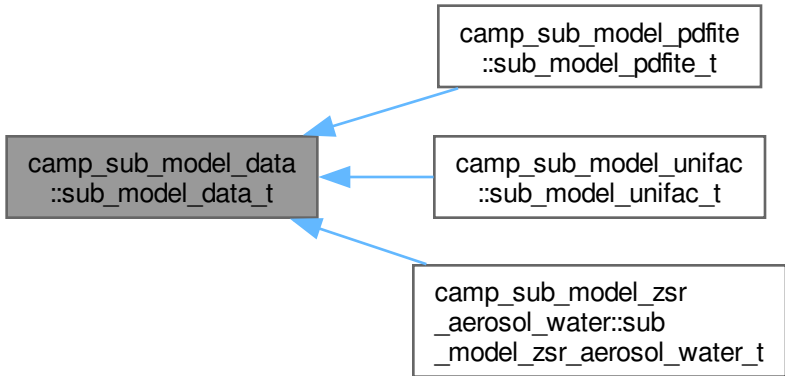 camp_sub_model_pdfite
::sub_model_pdfite_t
camp_sub_model_data
::sub_model_data_t
camp_sub_model_unifac
::sub_model_unifac_t
camp_sub_model_zsr
_aerosol_water::sub
_model_zsr_aerosol_water_t